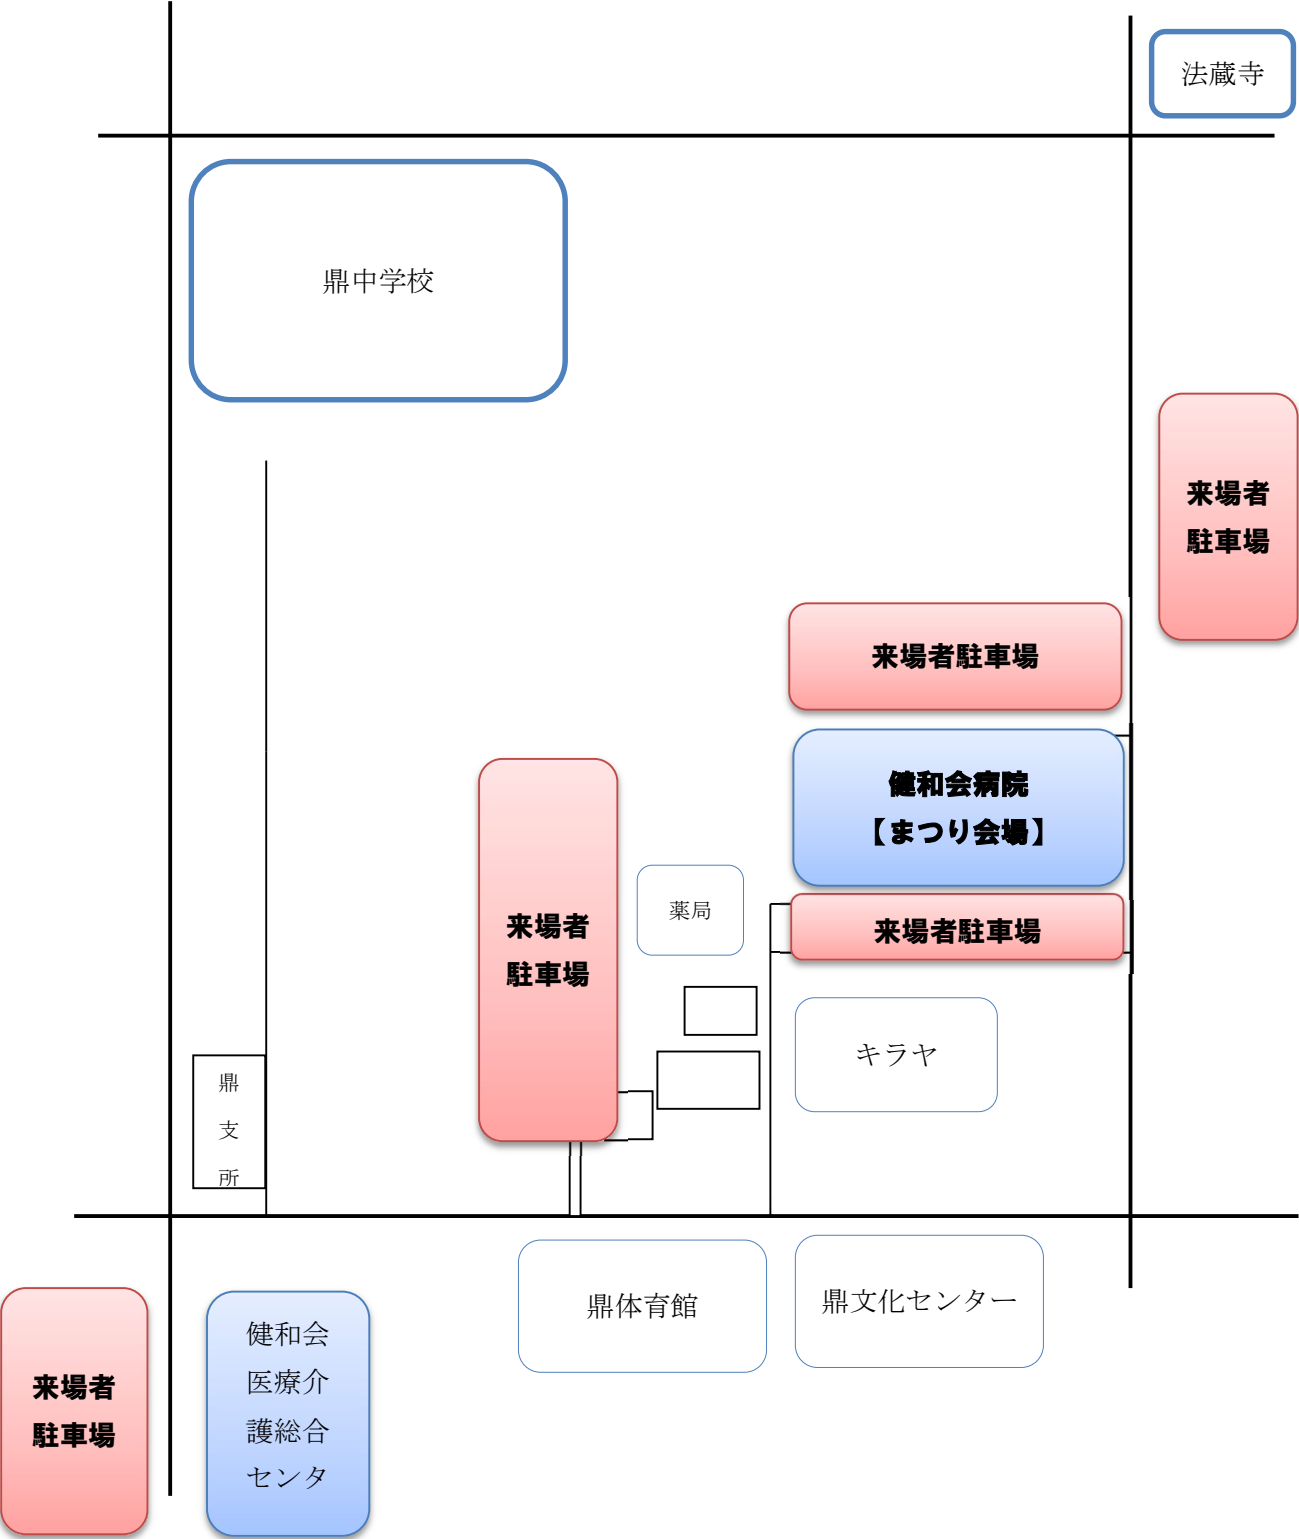 法蔵寺
鼎中学校
来場者
駐車場
来場者駐車場
健和会病院
【まつり会場】
来場者駐車場
薬局
来場者
駐車場
キラヤ
鼎
支
所
鼎体育館
鼎文化センター
健和会
医療介
護総合
センタ
来場者
駐車場